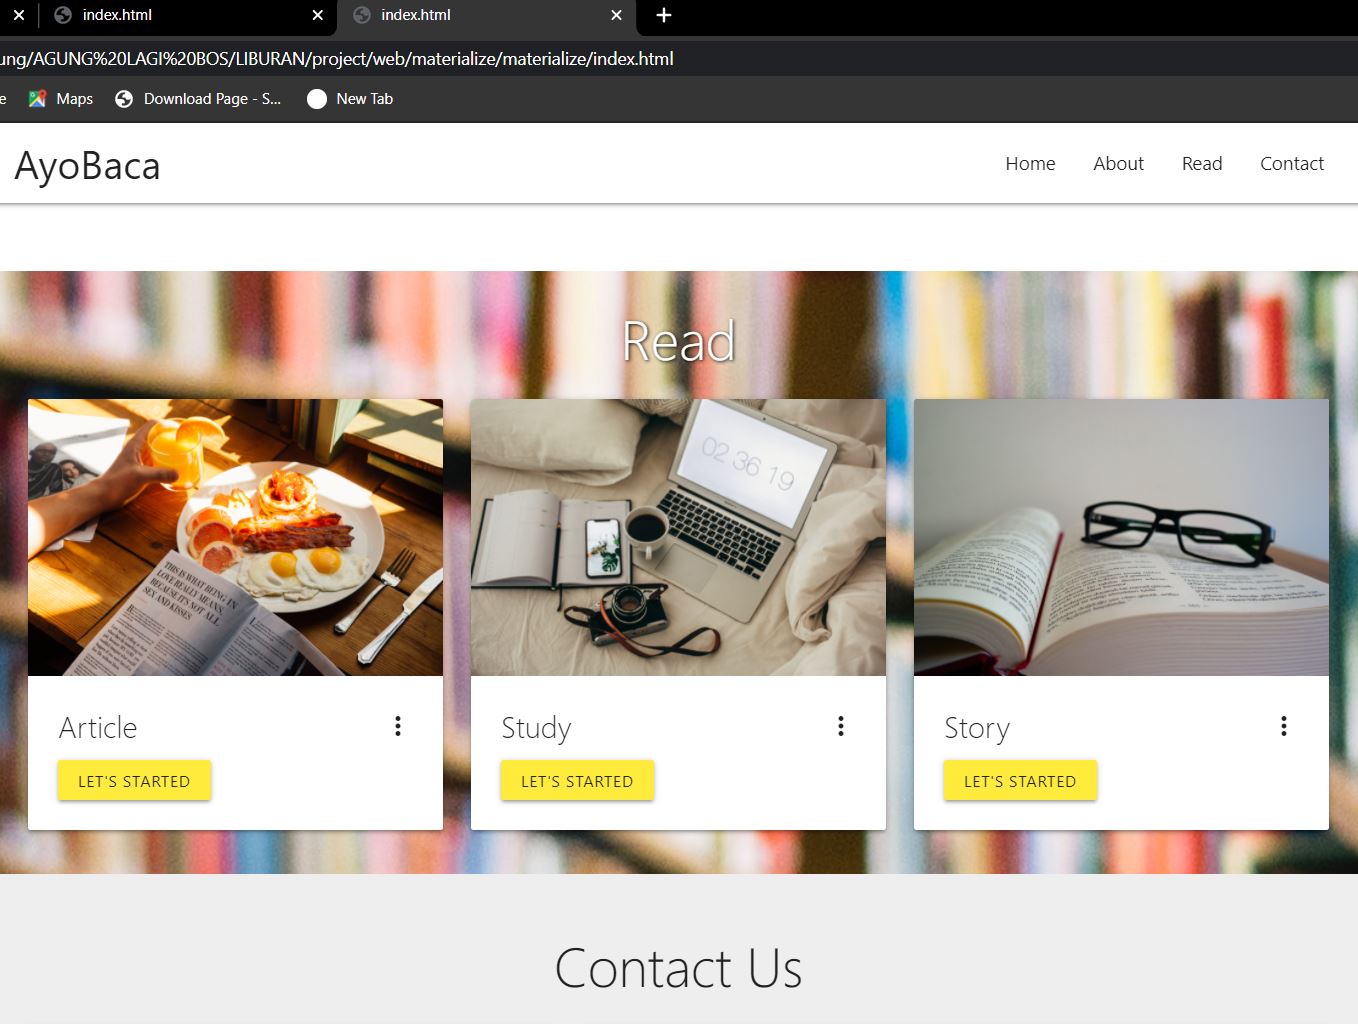 index.html
index.html
ung/AGUNG%20LAGI%20BOS/LIBURAN/project/web/materialize/materialize/index.html
e Maps Download Page - S... New Tab
AyoBaca Home About Read Contact
Read
02 36 19
THIS IS WHAT BEING IN
LOVE REALLY MEANS,
BECAUSE IT'S NOT ALL
SEX AND KISSES
Article
Study
Story
LET'S STARTED
LET'S STARTED
LET'S STARTED
Contact Us